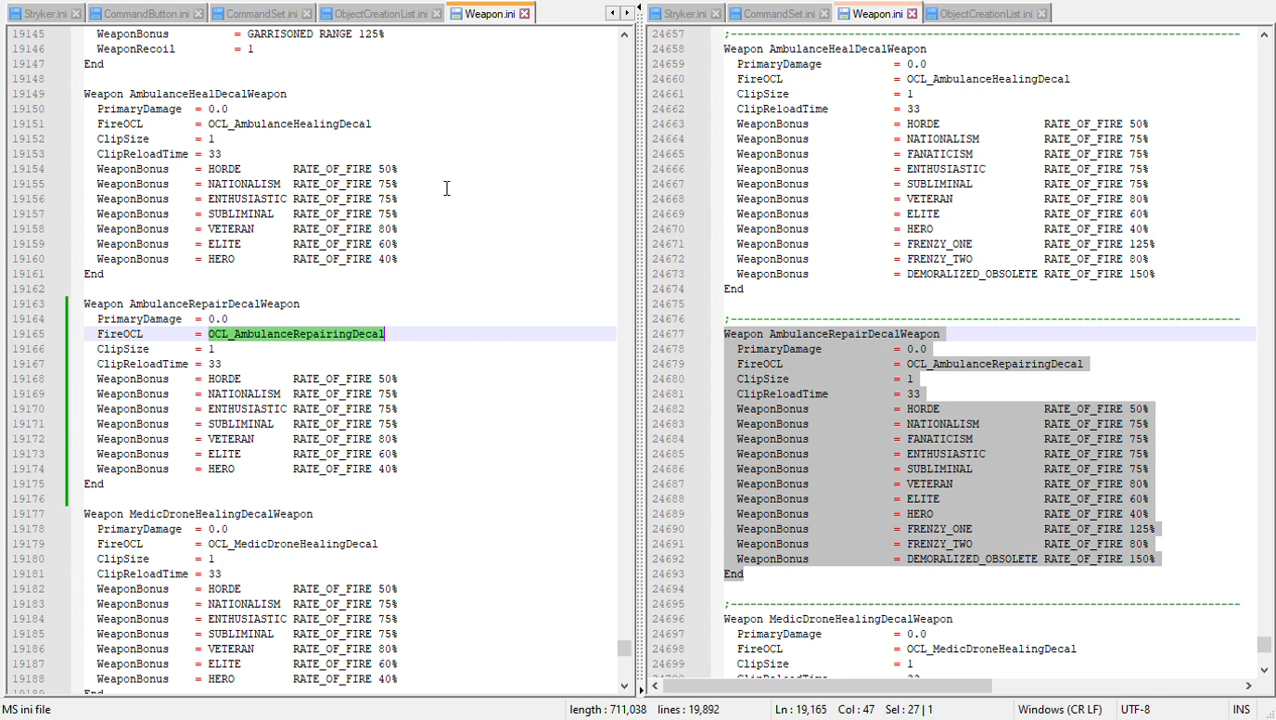 Stryker.ini CommandButton.ini CommandSet.ini ObjectCreationList.ini Weapon.ini
19145 WeaponBonus = GARRISONED RANGE 125%
19146 WeaponRecoil = 1
19147 End
19148
19149 Weapon AmbulanceHealDecalWeapon
19150 PrimaryDamage = 0.0
19151 FireOCL = OCL_AmbulanceHealingDecal
19152 ClipSize = 1
19153 ClipReloadTime = 33
19154 WeaponBonus = HORDE RATE_OF_FIRE 50%
19155 WeaponBonus = NATIONALISM RATE_OF_FIRE 75%
19156 WeaponBonus = ENTHUSIASTIC RATE_OF_FIRE 75%
19157 WeaponBonus = SUBLIMINAL RATE_OF_FIRE 75%
19158 WeaponBonus = VETERAN RATE_OF_FIRE 80%
19159 WeaponBonus = ELITE RATE_OF_FIRE 60%
19160 WeaponBonus = HERO RATE_OF_FIRE 40%
19161 End
19162
19163 Weapon AmbulanceRepairDecalWeapon
19164 PrimaryDamage = 0.0
19165 FireOCL = OCL_AmbulanceRepairingDecal
19166 ClipSize = 1
19167 ClipReloadTime = 33
19168 WeaponBonus = HORDE RATE_OF_FIRE 50%
19169 WeaponBonus = NATIONALISM RATE_OF_FIRE 75%
19170 WeaponBonus = ENTHUSIASTIC RATE_OF_FIRE 75%
19171 WeaponBonus = SUBLIMINAL RATE_OF_FIRE 75%
19172 WeaponBonus = VETERAN RATE_OF_FIRE 80%
19173 WeaponBonus = ELITE RATE_OF_FIRE 60%
19174 WeaponBonus = HERO RATE_OF_FIRE 40%
19175 End
19176
19177 Weapon MedicDroneHealingDecalWeapon
19178 PrimaryDamage = 0.0
19179 FireOCL = OCL_MedicDroneHealingDecal
19180 ClipSize = 1
19181 ClipReloadTime = 33
19182 WeaponBonus = HORDE RATE_OF_FIRE 50%
19183 WeaponBonus = NATIONALISM RATE_OF_FIRE 75%
19184 WeaponBonus = ENTHUSIASTIC RATE_OF_FIRE 75%
19185 WeaponBonus = SUBLIMINAL RATE_OF_FIRE 75%
19186 WeaponBonus = VETERAN RATE_OF_FIRE 80%
19187 WeaponBonus = ELITE RATE_OF_FIRE 60%
19188 WeaponBonus = HERO RATE_OF_FIRE 40%
19189 End
Stryker.ini CommandSet.ini Weapon.ini ObjectCreationList.ini
24657 ;------------------------------------------------------------------------------
24658 Weapon AmbulanceHealDecalWeapon
24659 PrimaryDamage = 0.0
24660 FireOCL = OCL_AmbulanceHealingDecal
24661 ClipSize = 1
24662 ClipReloadTime = 33
24663 WeaponBonus = HORDE RATE_OF_FIRE 50%
24664 WeaponBonus = NATIONALISM RATE_OF_FIRE 75%
24665 WeaponBonus = FANATICISM RATE_OF_FIRE 75%
24666 WeaponBonus = ENTHUSIASTIC RATE_OF_FIRE 75%
24667 WeaponBonus = SUBLIMINAL RATE_OF_FIRE 75%
24668 WeaponBonus = VETERAN RATE_OF_FIRE 80%
24669 WeaponBonus = ELITE RATE_OF_FIRE 60%
24670 WeaponBonus = HERO RATE_OF_FIRE 40%
24671 WeaponBonus = FRENZY_ONE RATE_OF_FIRE 125%
24672 WeaponBonus = FRENZY_TWO RATE_OF_FIRE 80%
24673 WeaponBonus = DEMORALIZED_OBSOLETE RATE_OF_FIRE 150%
24674 End
24675
24676 ;------------------------------------------------------------------------------
24677 Weapon AmbulanceRepairDecalWeapon
24678 PrimaryDamage = 0.0
24679 FireOCL = OCL_AmbulanceRepairingDecal
24680 ClipSize = 1
24681 ClipReloadTime = 33
24682 WeaponBonus = HORDE RATE_OF_FIRE 50%
24683 WeaponBonus = NATIONALISM RATE_OF_FIRE 75%
24684 WeaponBonus = FANATICISM RATE_OF_FIRE 75%
24685 WeaponBonus = ENTHUSIASTIC RATE_OF_FIRE 75%
24686 WeaponBonus = SUBLIMINAL RATE_OF_FIRE 75%
24687 WeaponBonus = VETERAN RATE_OF_FIRE 80%
24688 WeaponBonus = ELITE RATE_OF_FIRE 60%
24689 WeaponBonus = HERO RATE_OF_FIRE 40%
24690 WeaponBonus = FRENZY_ONE RATE_OF_FIRE 125%
24691 WeaponBonus = FRENZY_TWO RATE_OF_FIRE 80%
24692 WeaponBonus = DEMORALIZED_OBSOLETE RATE_OF_FIRE 150%
24693 End
24694
24695 ;------------------------------------------------------------------------------
24696 Weapon MedicDroneHealingDecalWeapon
24697 PrimaryDamage = 0.0
24698 FireOCL = OCL_MedicDroneHealingDecal
24699 ClipSize = 1
ClipReloadTime = 33
MS ini file length : 711,038 lines : 19,892 Ln : 19,165 Col : 47 Sel : 27 | 1 Windows (CR LF) UTF-8 INS